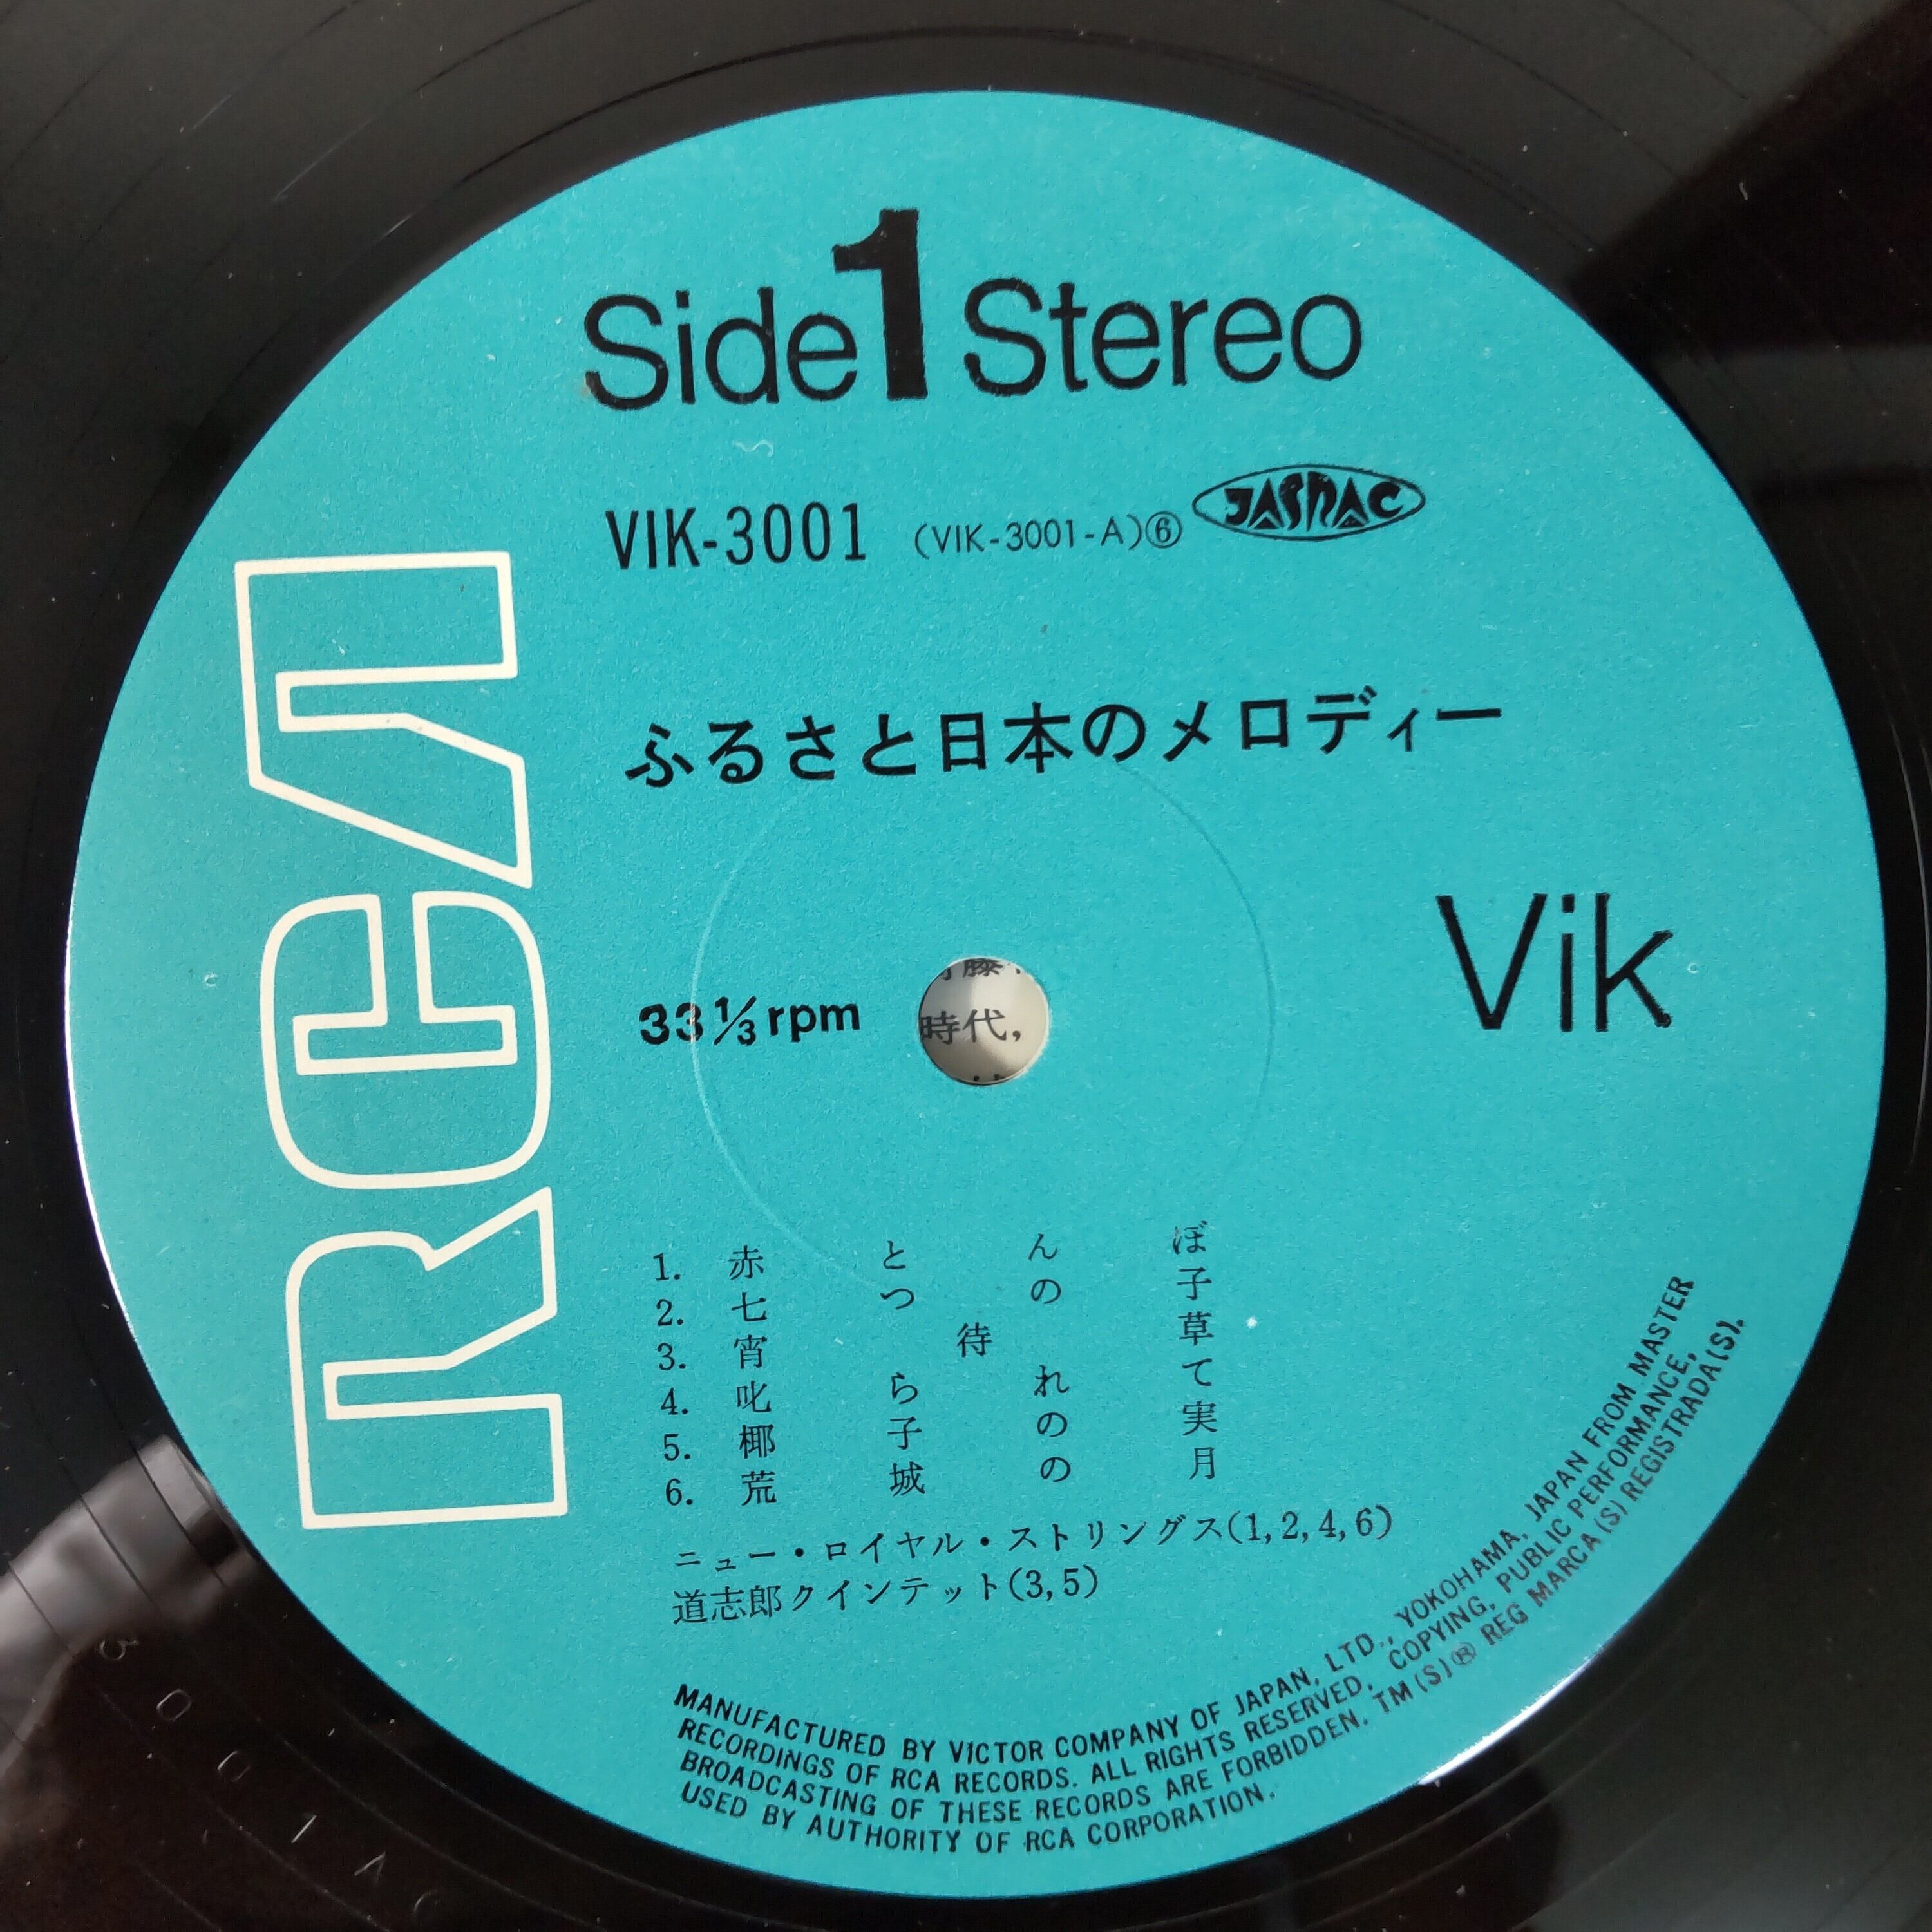 Side 1 Stereo
VIK-3001 (VIK-3001-A)⑥ JASRAC
ふるさと日本のメロディー
RCA
Vik
33 1/3 rpm
時代,
1. 赤とんぼ
2. 七つの子
3. 宵待草
4. 叱られて
5. 椰子の実
6. 荒城の月
ニュー・ロイヤル・ストリングス(1,2,4,6)
道志郎クインテット(3,5)
MANUFACTURED BY VICTOR COMPANY OF JAPAN, LTD., YOKOHAMA, JAPAN FROM MASTER
RECORDINGS OF RCA RECORDS. ALL RIGHTS RESERVED, COPYING, PUBLIC PERFORMANCE,
BROADCASTING OF THESE RECORDS ARE FORBIDDEN. TM(S)® REG MARCA(S) REGISTRADA(S).
USED BY AUTHORITY OF RCA CORPORATION.